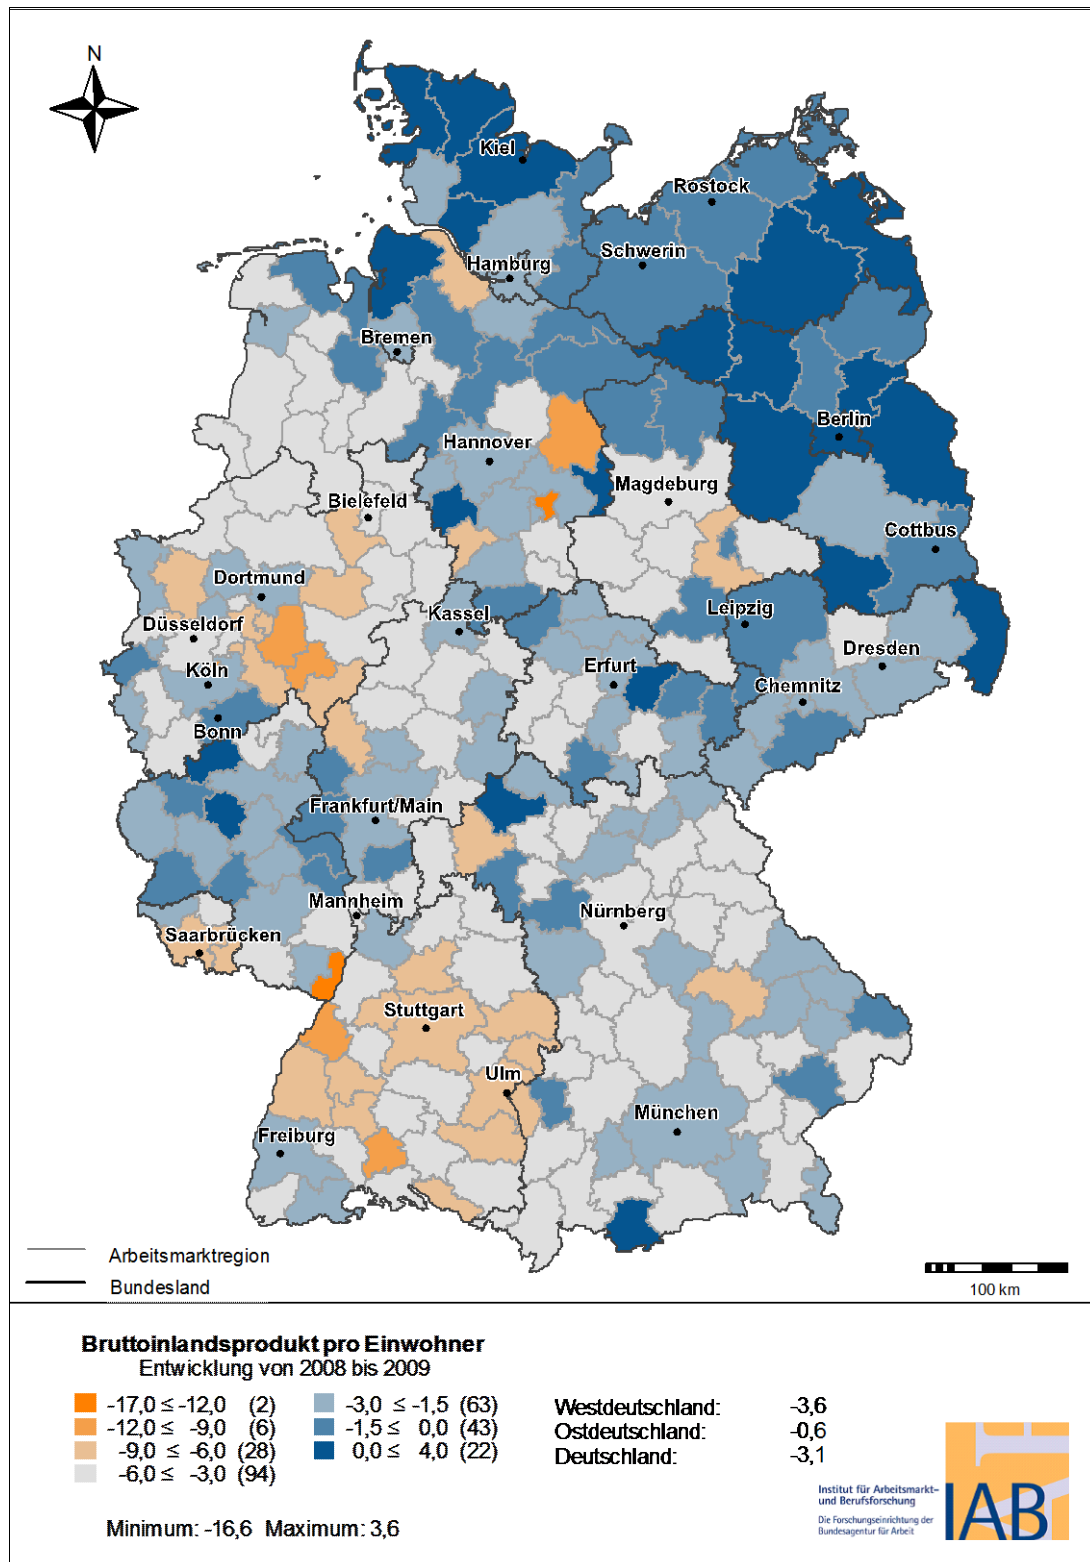 N
Kiel
Rostock
Schwerin
Hamburg
Bremen
Berlin
Hannover
Magdeburg
Bielefeld
Cottbus
Dortmund
Leipzig
Kassel
Düsseldorf
Dresden
Köln
Erfurt
Chemnitz
Bonn
Frankfurt/Main
Mannheim
Nürnberg
Saarbrücken
Stuttgart
Ulm
München
Freiburg
Arbeitsmarktregion
Bundesland
100 km
Bruttoinlandsprodukt pro Einwohner
Entwicklung von 2008 bis 2009
-17,0 ≤ -12,0 (2)
-12,0 ≤ -9,0 (6)
-9,0 ≤ -6,0 (28)
-6,0 ≤ -3,0 (94)
-3,0 ≤ -1,5 (63)
-1,5 ≤ 0,0 (43)
0,0 ≤ 4,0 (22)
Westdeutschland: -3,6
Ostdeutschland: -0,6
Deutschland: -3,1
Minimum: -16,6 Maximum: 3,6
Institut für Arbeitsmarkt-
und Berufsforschung
Die Forschungseinrichtung der
Bundesagentur für Arbeit
IAB